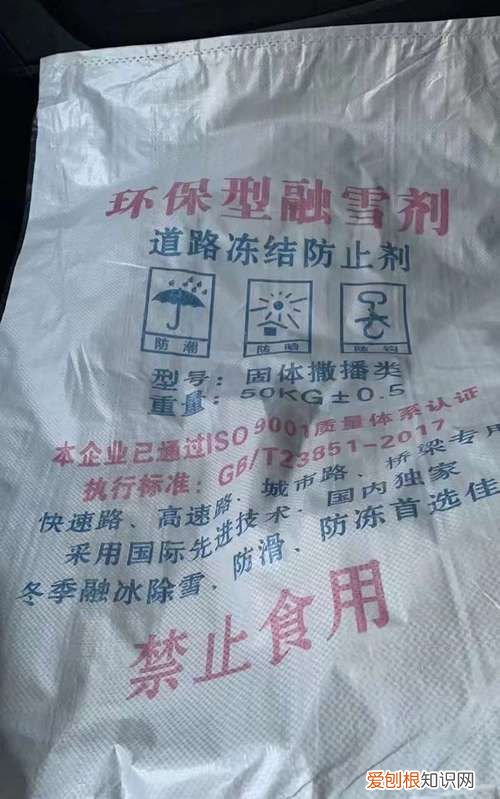 环保型融雪剂
道路冻结防止剂
防潮 防晒 防钩
型号：固体撒播类
重量：50KG±0.5
本企业已通过ISO9001质量体系认证
执行标准：GB/T23851-2017
快速路、高速路、城市路、桥梁专用
采用国际先进技术、国内独家
冬季融冰除雪、防滑、防冻首选佳
禁止食用
爱刨根知识网